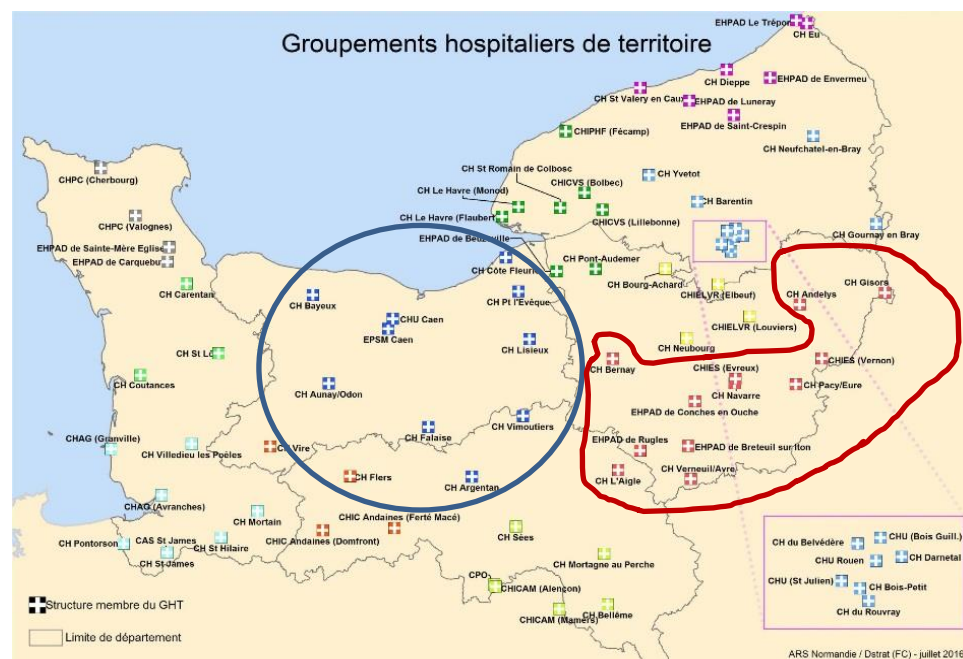 Groupements hospitaliers de territoire
EHPAD Le Trépor
CH Eu
CH Dieppe
EHPAD de Envermeu
CH St Valery en Caux
EHPAD de Luneray
EHPAD de Saint-Crespin
CHIPHF (Fécamp)
CH Neufchatel-en-Bray
CH St Romain de Colbosc
CHPC (Cherbourg)
CH Yvetot
CHICVS (Bolbec)
CH Le Havre (Monod)
CH Barentin
CHPC (Valognes)
CH Le Havre (Flaubert)
CHICVS (Lillebonne)
CH Gournay en Bray
EHPAD de Beuzeville
EHPAD de Sainte-Mère Eglise
EHPAD de Carquebu
CH Pont-Audemer
CH Côte Fleurie
CH Bourg-Achard
CH Gisors
CH Carentan
CHIELVR (Elbeuf)
CH Andelys
CH Bayeux
CH Pt l'Evêque
CHU Caen
CHIELVR (Louviers)
EPSM Caen
CH Lisieux
CH Neubourg
CH St Lô
CH Bernay
CHIES (Vernon)
CHIES (Evreux)
CH Coutances
CH Pacy/Eure
CH Navarre
CH Aunay/Odon
EHPAD de Conches en Ouche
CH Vimoutiers
CH Falaise
CHAG (Granville)
EHPAD de Rugles
EHPAD de Breteuil sur Iton
CH Vire
CH Villedieu les Poêles
CH Verneuil/Avre
CH Flers
CH L'Aigle
CH Argentan
CHAG (Avranches)
CH Mortain
CHIC Andaines (Ferté Macé)
CH Sées
CHIC Andaines (Domfront)
CH Pontorson
CAS St James
CH St Hilaire
CH St-James
CH Mortagne au Perche
CPO
CHICAM (Alençon)
CH Bellême
CHICAM (Mamers)
CH du Belvédère
CHU (Bois Guill.)
CHU Rouen
CH Darnetal
CHU (St Julien)
CH Bois-Petit
CH du Rouvray
Structure membre du GHT
Limite de département
ARS Normandie / Dstrat (FC) - juillet 2016